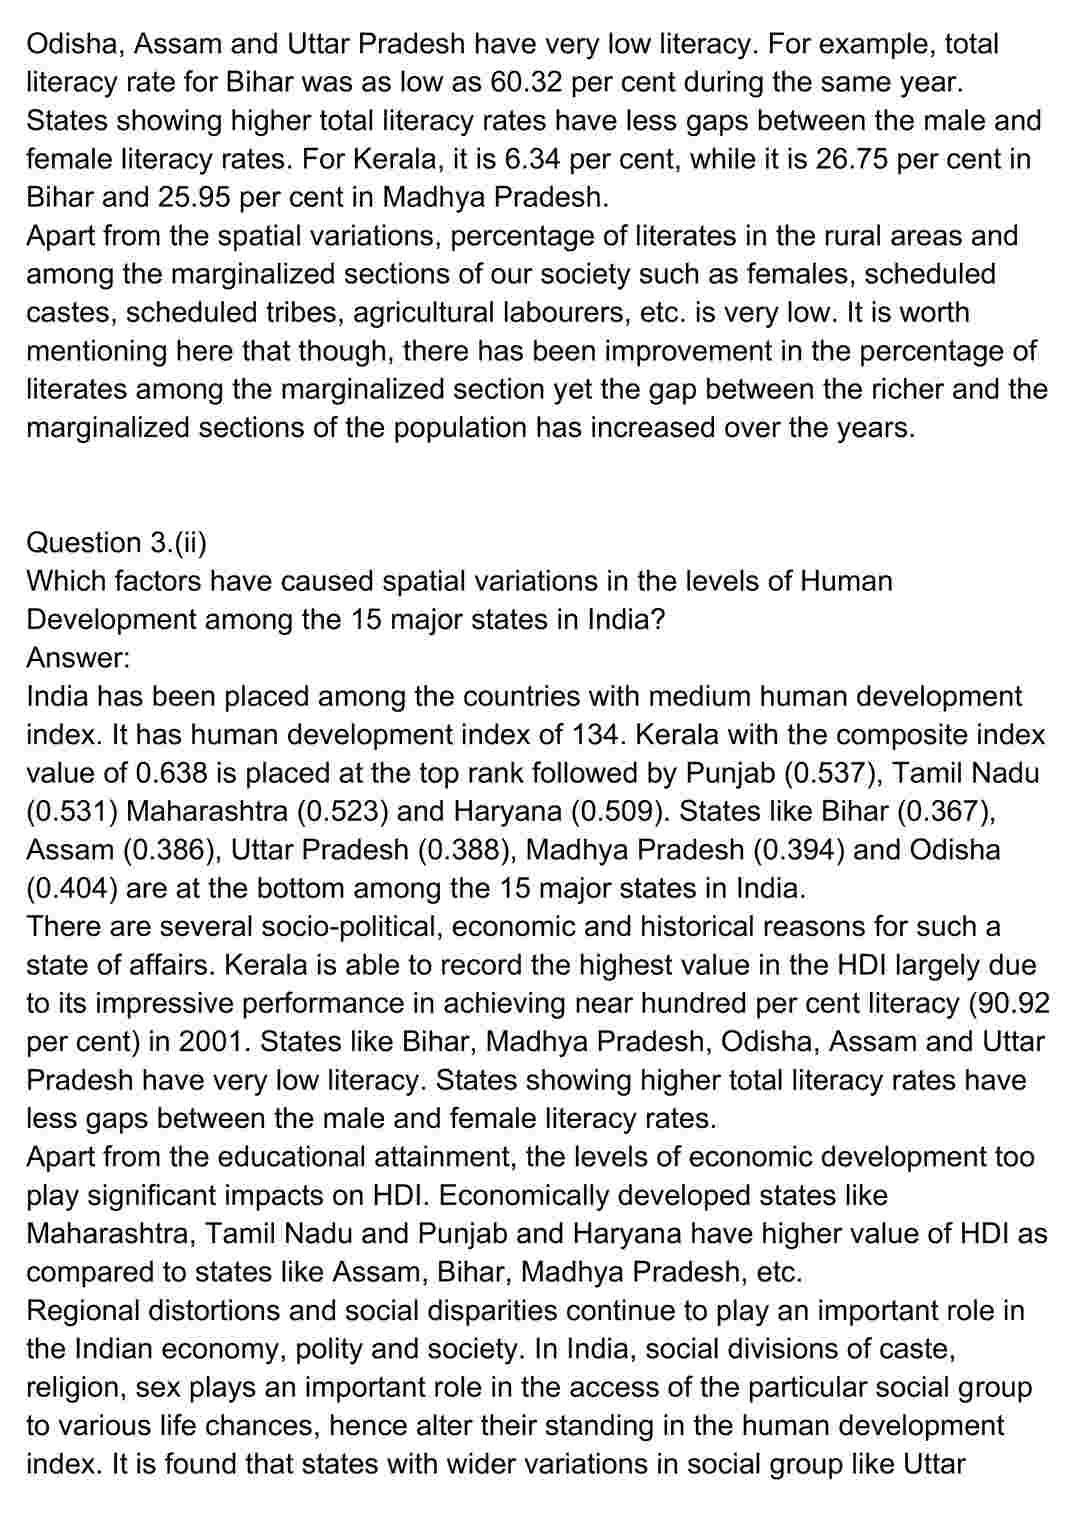 Odisha, Assam and Uttar Pradesh have very low literacy. For example, total
literacy rate for Bihar was as low as 60.32 per cent during the same year.
States showing higher total literacy rates have less gaps between the male and
female literacy rates. For Kerala, it is 6.34 per cent, while it is 26.75 per cent in
Bihar and 25.95 per cent in Madhya Pradesh.
Apart from the spatial variations, percentage of literates in the rural areas and
among the marginalized sections of our society such as females, scheduled
castes, scheduled tribes, agricultural labourers, etc. is very low. It is worth
mentioning here that though, there has been improvement in the percentage of
literates among the marginalized section yet the gap between the richer and the
marginalized sections of the population has increased over the years.
Question 3.(ii)
Which factors have caused spatial variations in the levels of Human
Development among the 15 major states in India?
Answer:
India has been placed among the countries with medium human development
index. It has human development index of 134. Kerala with the composite index
value of 0.638 is placed at the top rank followed by Punjab (0.537), Tamil Nadu
(0.531) Maharashtra (0.523) and Haryana (0.509). States like Bihar (0.367),
Assam (0.386), Uttar Pradesh (0.388), Madhya Pradesh (0.394) and Odisha
(0.404) are at the bottom among the 15 major states in India.
There are several socio-political, economic and historical reasons for such a
state of affairs. Kerala is able to record the highest value in the HDI largely due
to its impressive performance in achieving near hundred per cent literacy (90.92
per cent) in 2001. States like Bihar, Madhya Pradesh, Odisha, Assam and Uttar
Pradesh have very low literacy. States showing higher total literacy rates have
less gaps between the male and female literacy rates.
Apart from the educational attainment, the levels of economic development too
play significant impacts on HDI. Economically developed states like
Maharashtra, Tamil Nadu and Punjab and Haryana have higher value of HDI as
compared to states like Assam, Bihar, Madhya Pradesh, etc.
Regional distortions and social disparities continue to play an important role in
the Indian economy, polity and society. In India, social divisions of caste,
religion, sex plays an important role in the access of the particular social group
to various life chances, hence alter their standing in the human development
index. It is found that states with wider variations in social group like Uttar